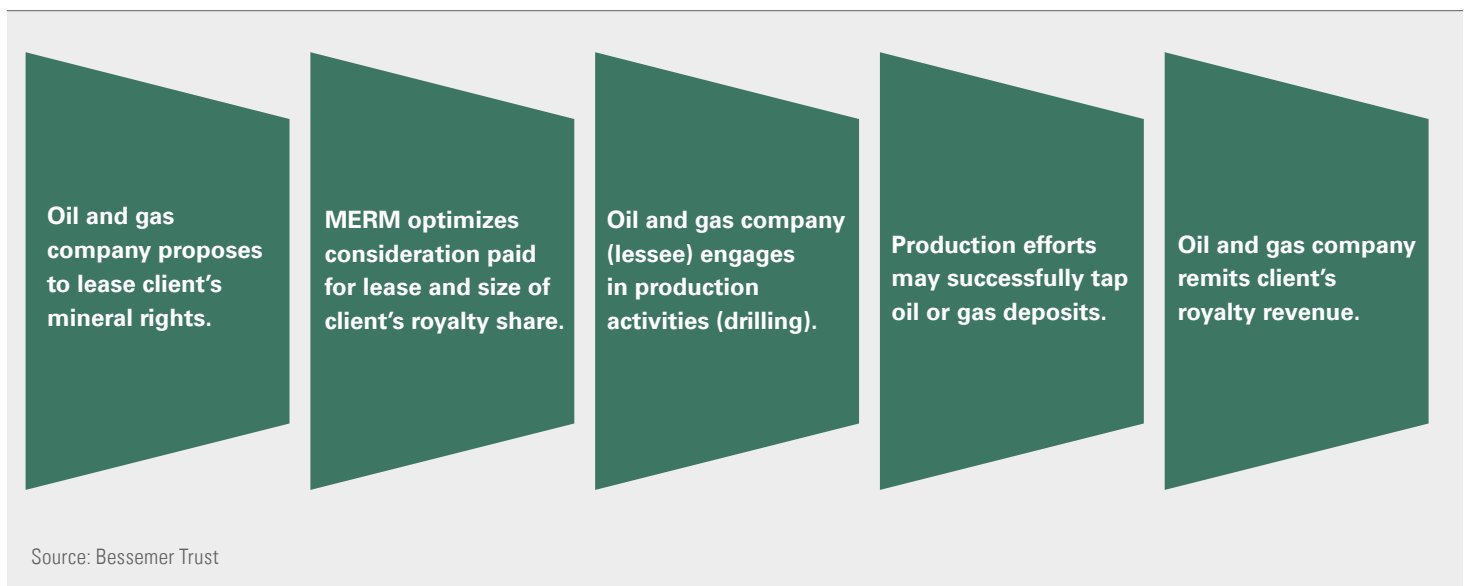 Oil and gas
company proposes
to lease client’s
mineral rights.
MERM optimizes
consideration paid
for lease and size of
client’s royalty share.
Oil and gas company
(lessee) engages
in production
activities (drilling).
Production efforts
may successfully tap
oil or gas deposits.
Oil and gas company
remits client’s
royalty revenue.
Source: Bessemer Trust